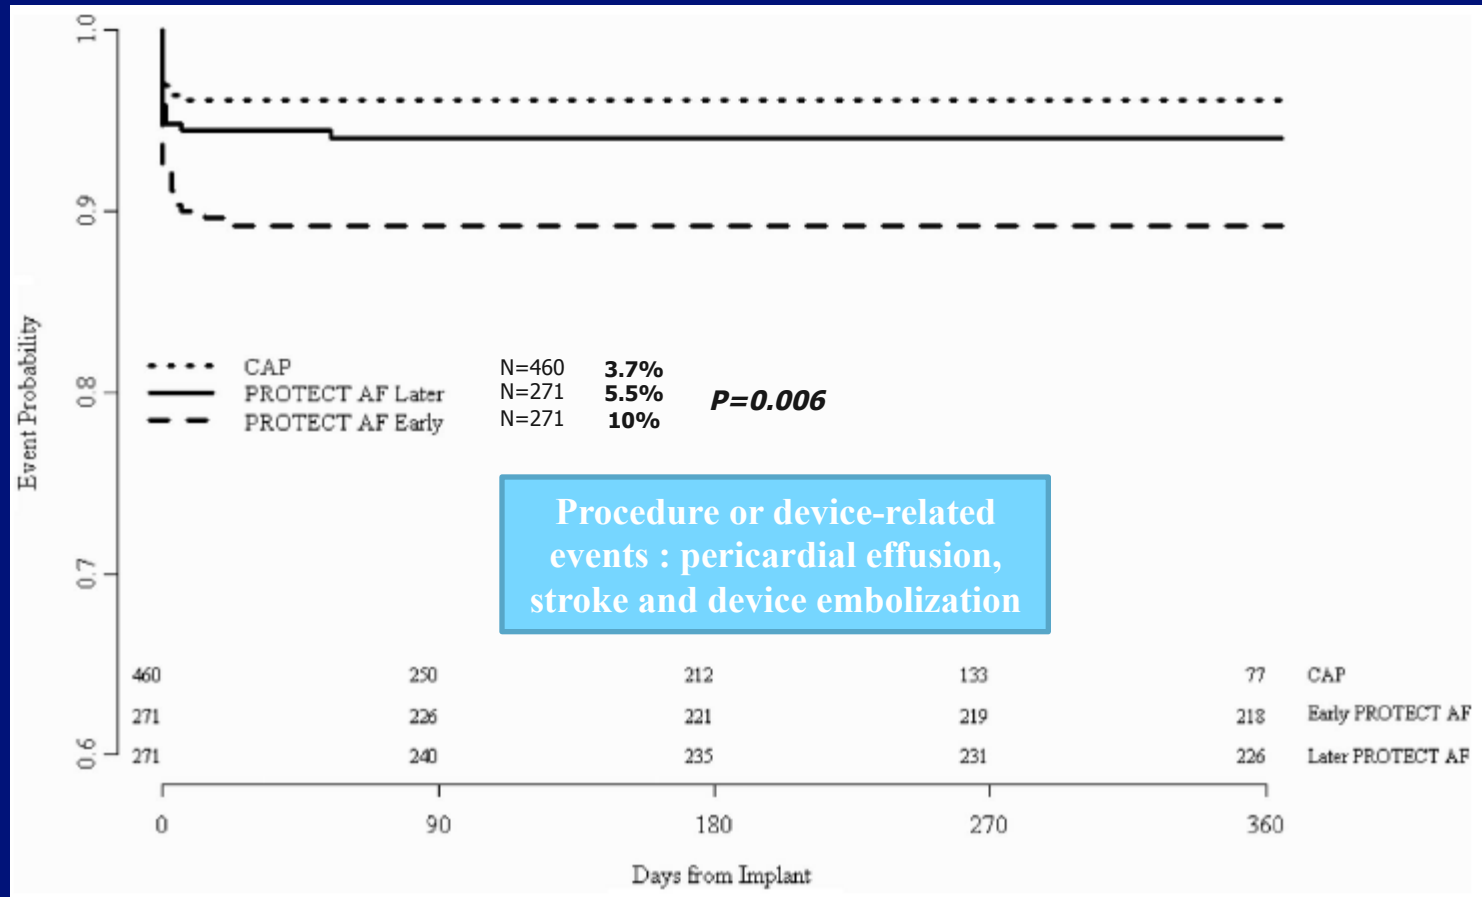 1.0
0.9
0.8
0.7
0.6
Event Probability
CAP N=460 3.7%
PROTECT AF Later N=271 5.5%
PROTECT AF Early N=271 10%
P=0.006
Procedure or device-related
events : pericardial effusion,
stroke and device embolization
460 250 212 133 77 CAP
271 226 221 219 218 Early PROTECT AF
271 240 235 231 226 Later PROTECT AF
0 90 180 270 360
Days from Implant